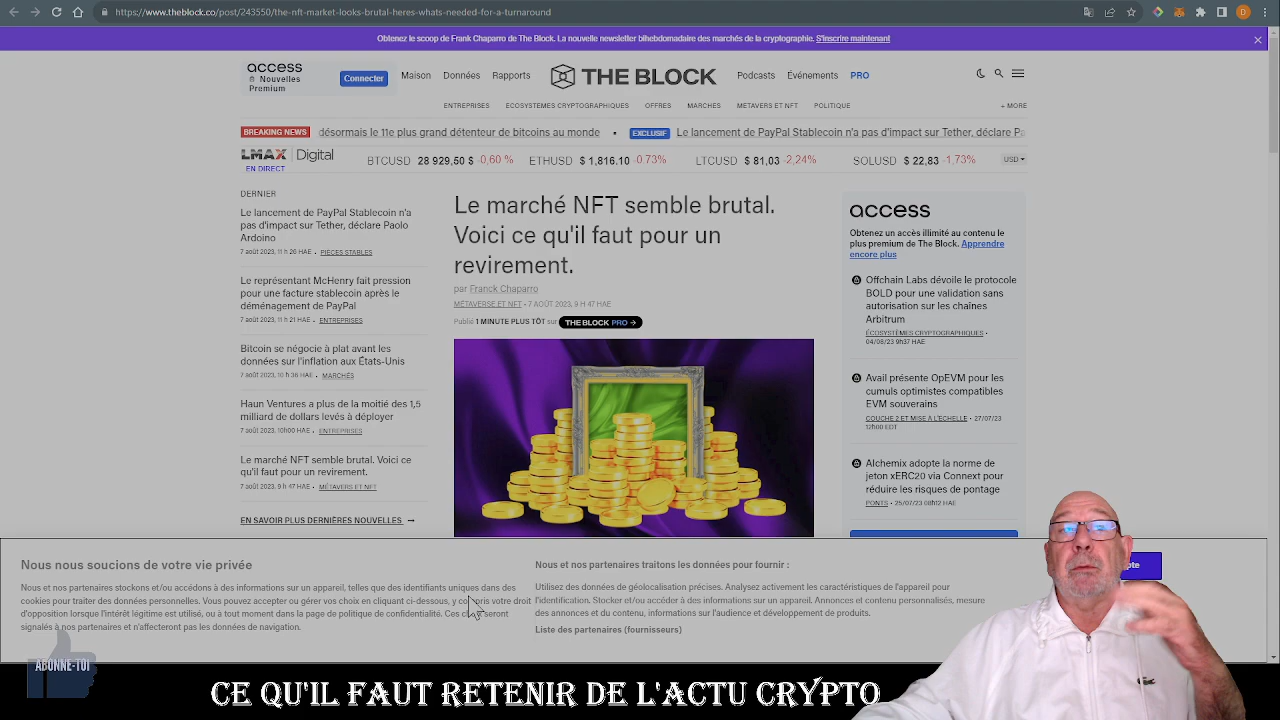 https://www.theblock.co/post/243550/the-nft-market-looks-brutal-heres-whats-needed-for-a-turnaround
D
Obtenez le scoop de Frank Chaparro de The Block. La nouvelle newsletter bihebdomadaire des marchés de la cryptographie. S'inscrire maintenant
access
Nouvelles
Premium
Connecter
Maison
Données
Rapports
THE BLOCK
Podcasts
Événements
PRO
ENTREPRISES
ÉCOSYSTÈMES CRYPTOGRAPHIQUES
OFFRES
MARCHÉS
MÉTAVERS ET NFT
POLITIQUE
+ MORE
BREAKING NEWS désormais le 11e plus grand détenteur de bitcoins au monde • EXCLUSIF Le lancement de PayPal Stablecoin n'a pas d'impact sur Tether, déclare Pa
LMAX Digital
EN DIRECT
BTCUSD 28 929,50 $ -0,60 %
ETHUSD $ 1,816.10 -0.73%
LTCUSD $ 81,03 -2,24%
SOLUSD $ 22,83 -1,73%
USD
DERNIER
Le lancement de PayPal Stablecoin n'a
pas d'impact sur Tether, déclare Paolo
Ardoino
7 août 2023, 11 h 26 HAE • PIÈCES STABLES
Le représentant McHenry fait pression
pour une facture stablecoin après le
déménagement de PayPal
7 août 2023, 11 h 21 HAE • ENTREPRISES
Bitcoin se négocie à plat avant les
données sur l'inflation aux États-Unis
7 août 2023, 10 h 36 HAE • MARCHÉS
Haun Ventures a plus de la moitié des 1,5
milliard de dollars levés à déployer
7 août 2023, 10h00 HAE • ENTREPRISES
Le marché NFT semble brutal. Voici ce
qu'il faut pour un revirement.
7 août 2023, 9 h 47 HAE • MÉTAVERS ET NFT
EN SAVOIR PLUS DERNIÈRES NOUVELLES →
Le marché NFT semble brutal.
Voici ce qu'il faut pour un
revirement.
par Franck Chaparro
MÉTAVERSE ET NFT • 7 AOÛT 2023, 9 H 47 HAE
Publié 1 MINUTE PLUS TÔT sur THE BLOCK PRO →
access
Obtenez un accès illimité au contenu le
plus premium de The Block. Apprendre
encore plus
Offchain Labs dévoile le protocole
BOLD pour une validation sans
autorisation sur les chaînes
Arbitrum
ÉCOSYSTÈMES CRYPTOGRAPHIQUES •
04/08/23 9h37 HAE
Avail présente OpEVM pour les
cumuls optimistes compatibles
EVM souverains
COUCHE 2 ET MISE À L'ÉCHELLE • 27/07/23
12h00 EDT
Alchemix adopte la norme de
jeton xERC20 via Connext pour
réduire les risques de pontage
PONTS • 25/07/23 08h12 HAE
Nous nous soucions de votre vie privée
Nous et nos partenaires stockons et/ou accédons à des informations sur un appareil, telles que des identifiants uniques dans des
cookies pour traiter des données personnelles. Vous pouvez accepter ou gérer vos choix en cliquant ci-dessous, y compris votre droit
d'opposition lorsque l'intérêt légitime est utilisé, ou à tout moment dans la page de politique de confidentialité. Ces seront
signalés à nos partenaires et n'affecteront pas les données de navigation.
Nous et nos partenaires traitons les données pour fournir :
Utilisez des données de géolocalisation précises. Analysez activement les caractéristiques de l'appareil pour
l'identification. Stocker et/ou accéder à des informations sur un appareil. Annonces et contenu personnalisés, mesure
des annonces et du contenu, informations sur l'audience et développement de produits.
Liste des partenaires (fournisseurs)
pte
ABONNE-TOI
CE QU'IL FAUT RETENIR DE L'ACTU CRYPTO